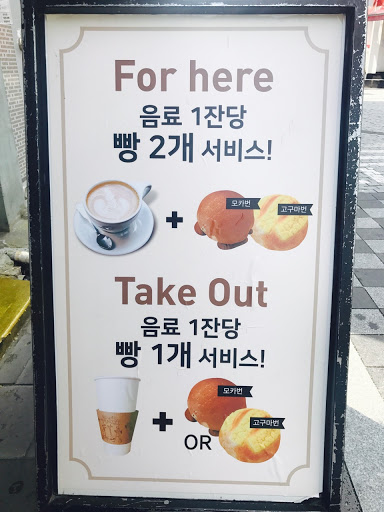 For here
음료 1잔당
빵 2개 서비스!
+
모카번
고구마번
Take Out
음료 1잔당
빵 1개 서비스!
+
모카번
OR
고구마번